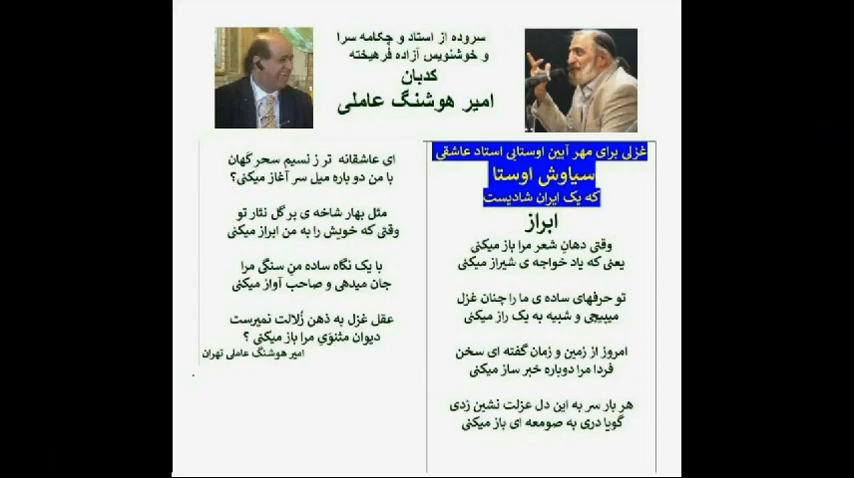 سروده از استاد و چکامه سرا
و خوشنویس آزاده فرهیخته
کدبان
امیر هوشنگ عاملی
غزلی برای مهر آیین اوستایی استاد عاشقی
سیاوش اوستا
که یک ایران شادیست
ابراز
وقتی دهانِ شعر مرا باز میکنی
یعنی که یاد خواجه ی شیراز میکنی
تو حرفهای ساده ی ما را چنان غزل
میپیچی و شبیه به یک راز میکنی
امروز از زمین و زمان گفته ای سخن
فردا مرا دوباره خبر ساز میکنی
هر بار سر به این دل عزلت نشین زدی
گویا دری به صومعه ای باز میکنی
ای عاشقانه تر ز نسیم سحر گهان
با من دو باره میل سر آغاز میکنی؟
مثل بهار شاخه ی پر گل نثار تو
وقتی که خویش را به من ابراز میکنی
با یک نگاه ساده منِ سنگی مرا
جان میدهی و صاحب آواز میکنی
عقل غزل به ذهن زُلالت نمیرست
دیوان مثنوَیِ مرا باز میکنی ؟
امیر هوشنگ عاملی تهران